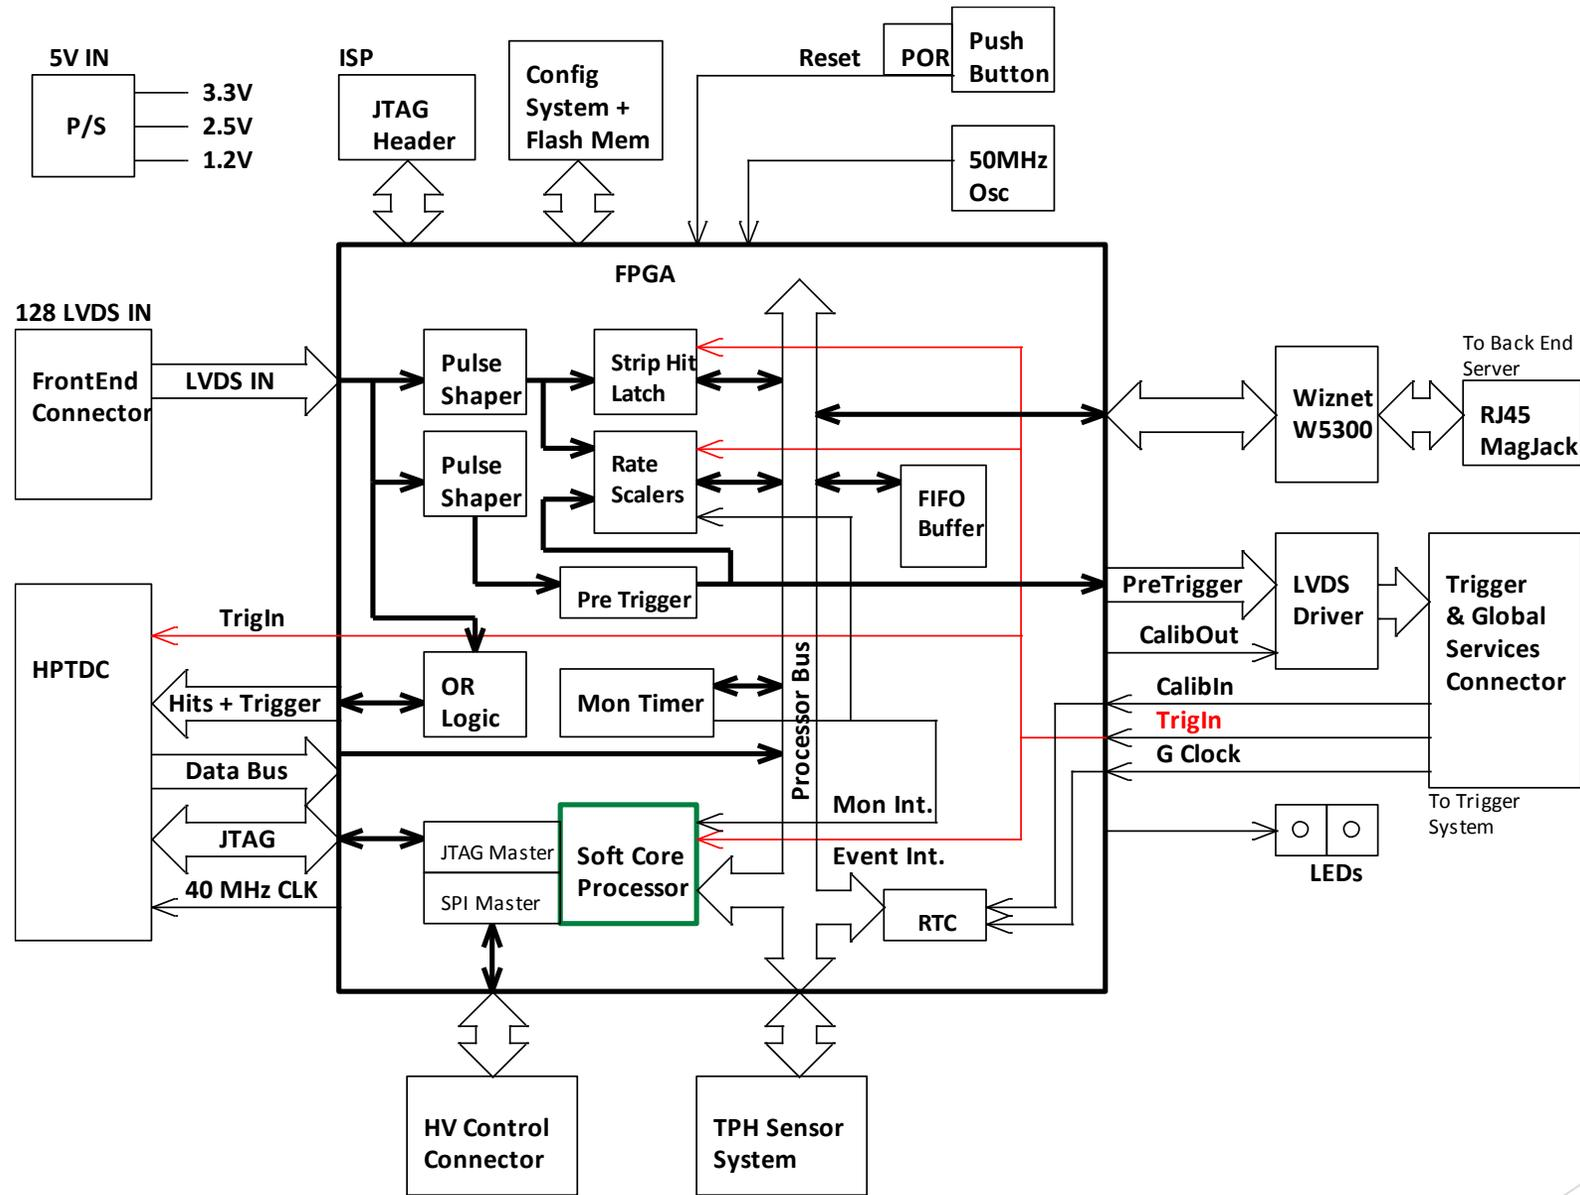 5V IN
P/S
3.3V
2.5V
1.2V
ISP
JTAG
Header
Config
System +
Flash Mem
Reset
POR
Push
Button
50MHz
Osc
FPGA
128 LVDS IN
FrontEnd
Connector
LVDS IN
Pulse
Shaper
Strip Hit
Latch
Pulse
Shaper
Rate
Scalers
FIFO
Buffer
Pre Trigger
Wiznet
W5300
To Back End
Server
RJ45
MagJack
PreTrigger
LVDS
Driver
CalibOut
Trigger
& Global
Services
Connector
CalibIn
TrigIn
G Clock
To Trigger
System
LEDs
HPTDC
TrigIn
Hits + Trigger
Data Bus
JTAG
40 MHz CLK
OR
Logic
Mon Timer
Processor Bus
Mon Int.
Event Int.
JTAG Master
SPI Master
Soft Core
Processor
RTC
HV Control
Connector
TPH Sensor
System